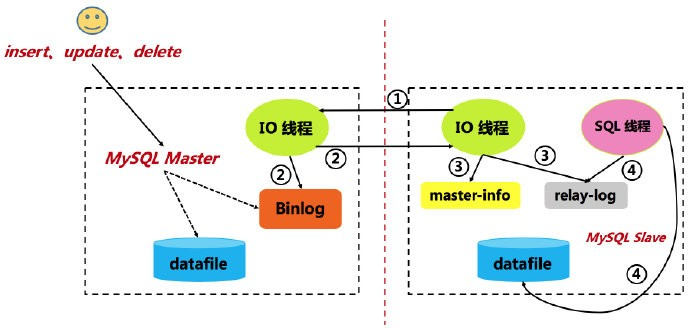 insert、update、delete
①
IO 线程
IO 线程
SQL 线程
②
MySQL Master
②
③
③
④
Binlog
master-info
relay-log
MySQL Slave
datafile
datafile
④